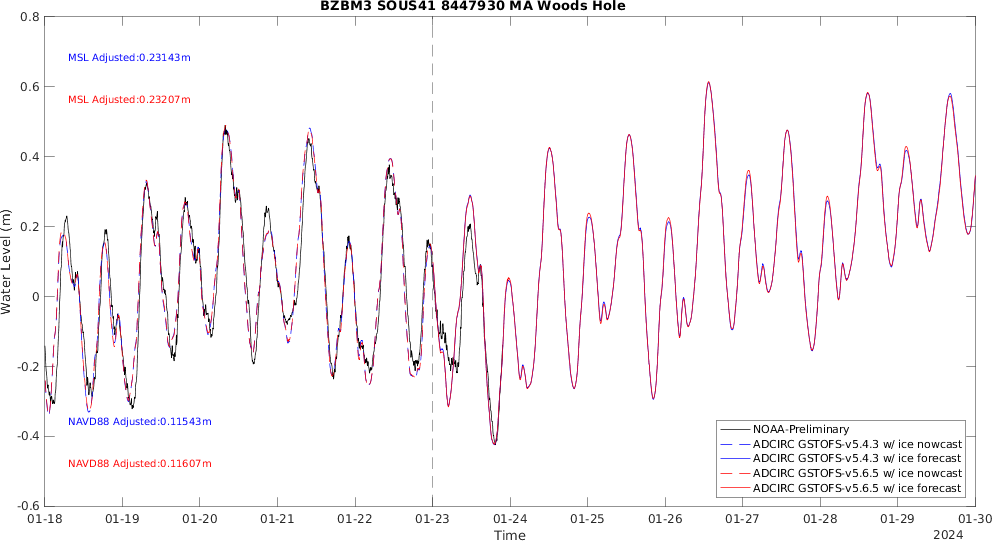 BZBM3 SOUS41 8447930 MA Woods Hole
0.8
0.6
0.4
0.2
0
-0.2
-0.4
-0.6
Water Level (m)
MSL Adjusted:0.23143m
MSL Adjusted:0.23207m
NAVD88 Adjusted:0.11543m
NAVD88 Adjusted:0.11607m
NOAA-Preliminary
ADCIRC GSTOFS-v5.4.3 w/ ice nowcast
ADCIRC GSTOFS-v5.4.3 w/ ice forecast
ADCIRC GSTOFS-v5.6.5 w/ ice nowcast
ADCIRC GSTOFS-v5.6.5 w/ ice forecast
01-18 01-19 01-20 01-21 01-22 01-23 01-24 01-25 01-26 01-27 01-28 01-29 01-30
Time
2024